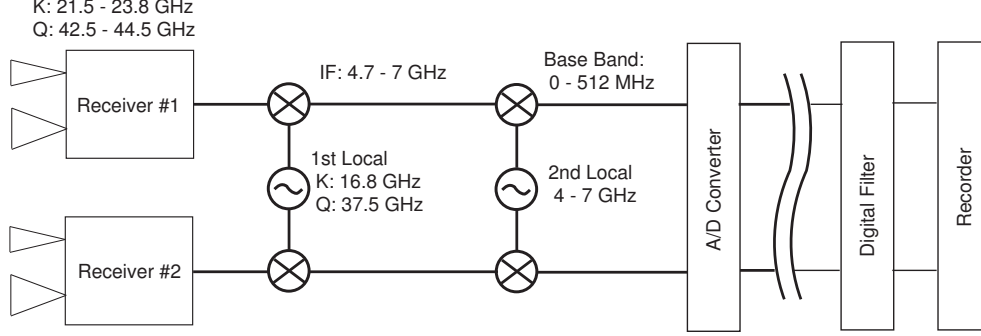 K: 21.5 - 23.8 GHz
Q: 42.5 - 44.5 GHz
Receiver #1
IF: 4.7 - 7 GHz
Base Band:
0 - 512 MHz
1st Local
K: 16.8 GHz
Q: 37.5 GHz
2nd Local
4 - 7 GHz
A/D Converter
Digital Filter
Recorder
Receiver #2